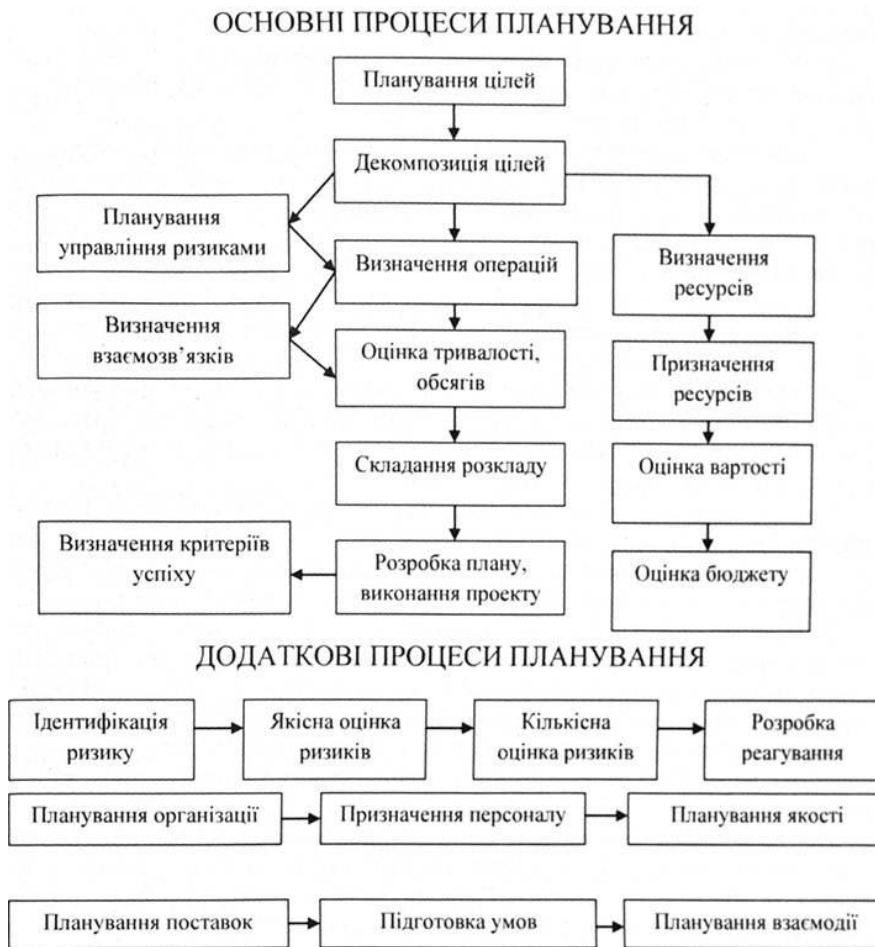 ОСНОВНІ ПРОЦЕСИ ПЛАНУВАННЯ
Планування цілей
Декомпозиція цілей
Планування
управління ризиками
Визначення операцій
Визначення
ресурсів
Визначення
взаємозв’язків
Оцінка тривалості,
обсягів
Призначення
ресурсів
Складання розкладу
Оцінка вартості
Визначення критеріїв
успіху
Розробка плану,
виконання проекту
Оцінка бюджету
ДОДАТКОВІ ПРОЦЕСИ ПЛАНУВАННЯ
Ідентифікація
ризику
Якісна оцінка
ризиків
Кількісна
оцінка ризиків
Розробка
реагування
Планування організації
Призначення персоналу
Планування якості
Планування поставок
Підготовка умов
Планування взаємодії